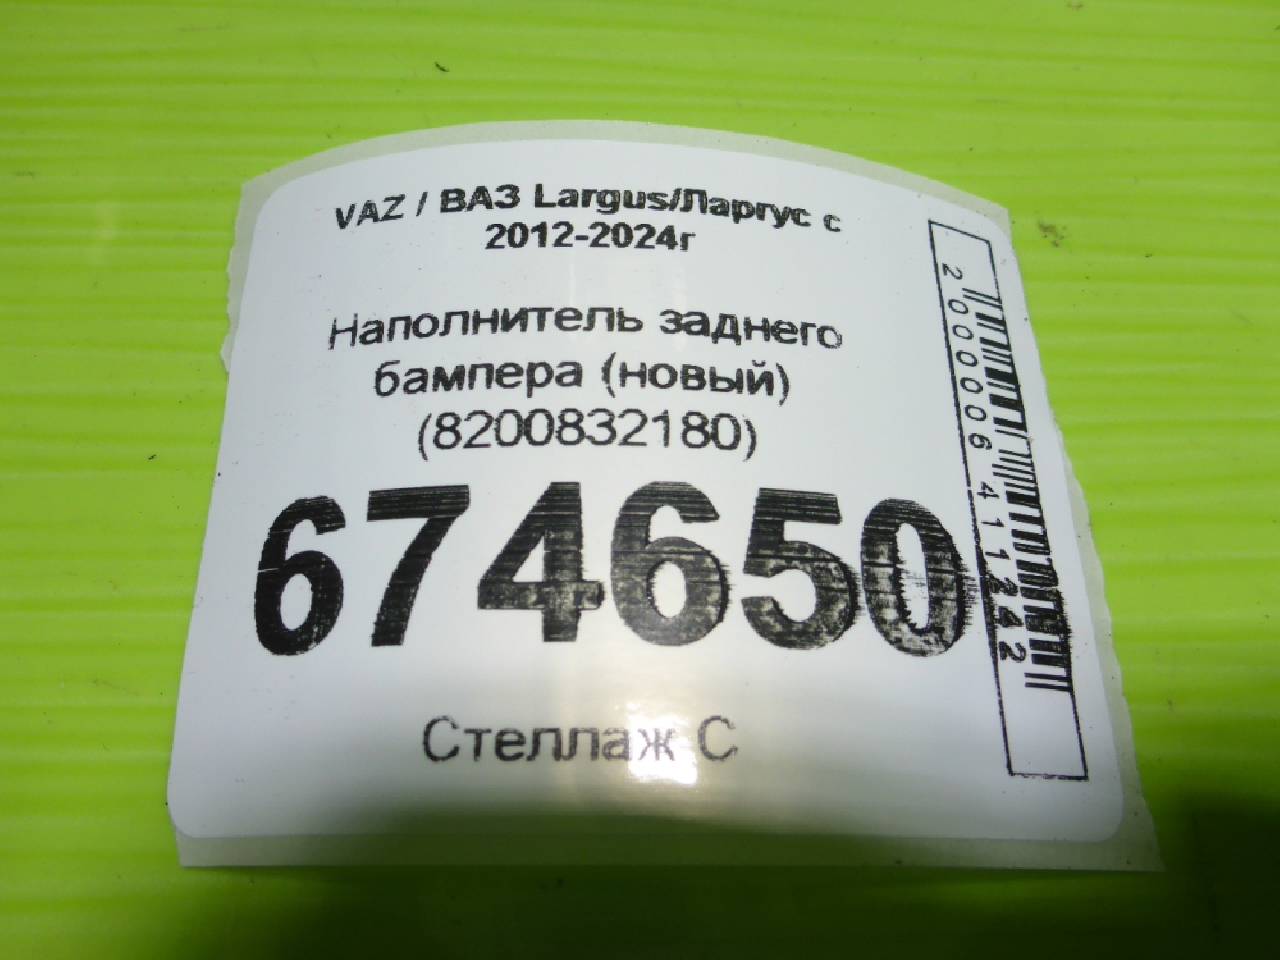 VAZ / ВАЗ Largus/Ларгус с
2012-2024г
Наполнитель заднего
бампера (новый)
(8200832180)
674650
Стеллаж С
2000006411242